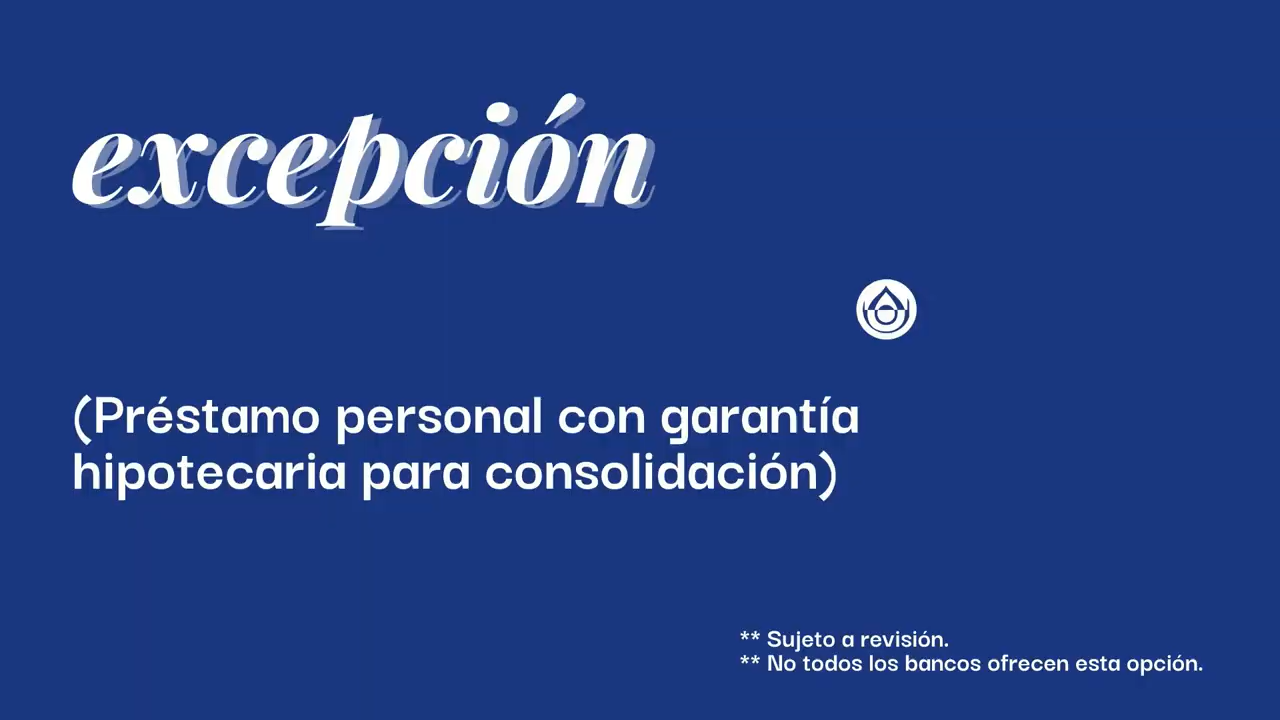 excepción
(Préstamo personal con garantía
hipotecaria para consolidación)
** Sujeto a revisión.
** No todos los bancos ofrecen esta opción.